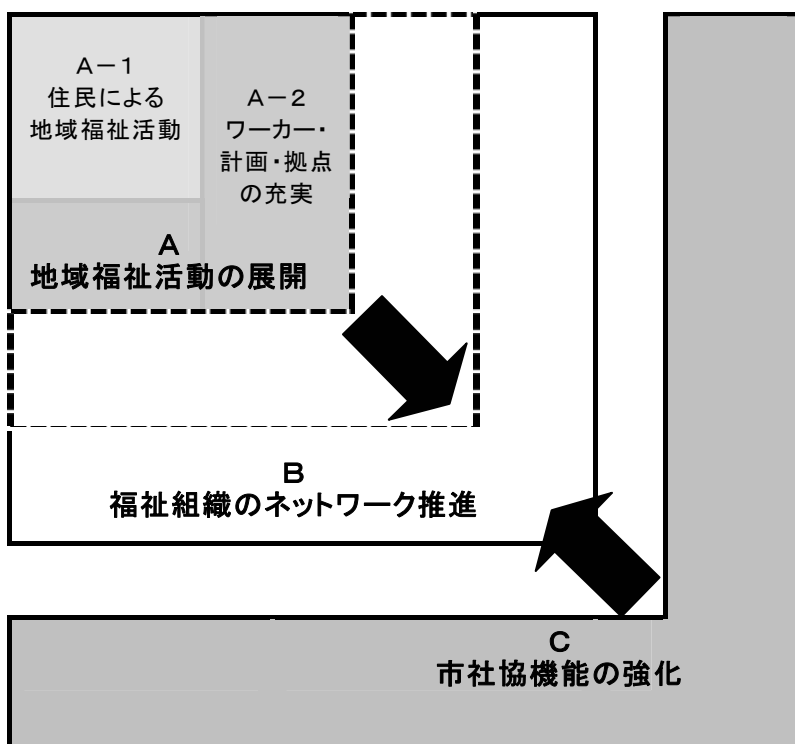 A－1
住民による
地域福祉活動
A－2
ワーカー・
計画・拠点
の充実
A
地域福祉活動の展開
B
福祉組織のネットワーク推進
C
市社協機能の強化